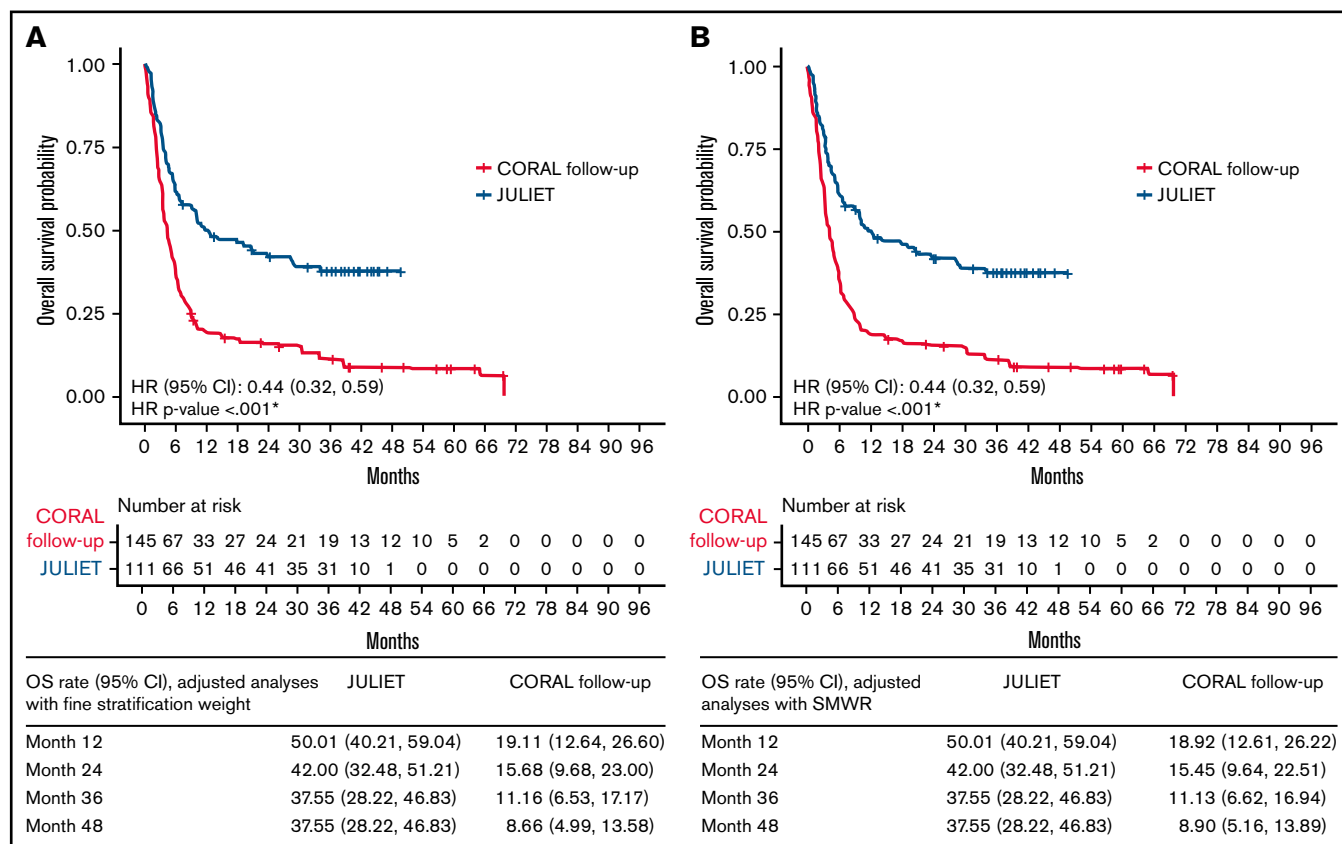 A
1.00
0.75
0.50
0.25
0.00
Overall survival probability
CORAL follow-up
JULIET
HR (95% CI): 0.44 (0.32, 0.59)
HR p-value <.001*
0 6 12 18 24 30 36 42 48 54 60 66 72 78 84 90 96
Months
Number at risk
CORAL
follow-up 145 67 33 27 24 21 19 13 12 10 5 2 0 0 0 0 0
JULIET 111 66 51 46 41 35 31 10 1 0 0 0 0 0 0 0 0
0 6 12 18 24 30 36 42 48 54 60 66 72 78 84 90 96
Months
OS rate (95% CI), adjusted analyses JULIET CORAL follow-up
with fine stratification weight
Month 12 50.01 (40.21, 59.04) 19.11 (12.64, 26.60)
Month 24 42.00 (32.48, 51.21) 15.68 (9.68, 23.00)
Month 36 37.55 (28.22, 46.83) 11.16 (6.53, 17.17)
Month 48 37.55 (28.22, 46.83) 8.66 (4.99, 13.58)
B
1.00
0.75
0.50
0.25
0.00
Overall survival probability
CORAL follow-up
JULIET
HR (95% CI): 0.44 (0.32, 0.59)
HR p-value <.001*
0 6 12 18 24 30 36 42 48 54 60 66 72 78 84 90 96
Months
Number at risk
CORAL
follow-up 145 67 33 27 24 21 19 13 12 10 5 2 0 0 0 0 0
JULIET 111 66 51 46 41 35 31 10 1 0 0 0 0 0 0 0 0
0 6 12 18 24 30 36 42 48 54 60 66 72 78 84 90 96
Months
OS rate (95% CI), adjusted JULIET CORAL follow-up
analyses with SMWR
Month 12 50.01 (40.21, 59.04) 18.92 (12.61, 26.22)
Month 24 42.00 (32.48, 51.21) 15.45 (9.64, 22.51)
Month 36 37.55 (28.22, 46.83) 11.13 (6.62, 16.94)
Month 48 37.55 (28.22, 46.83) 8.90 (5.16, 13.89)